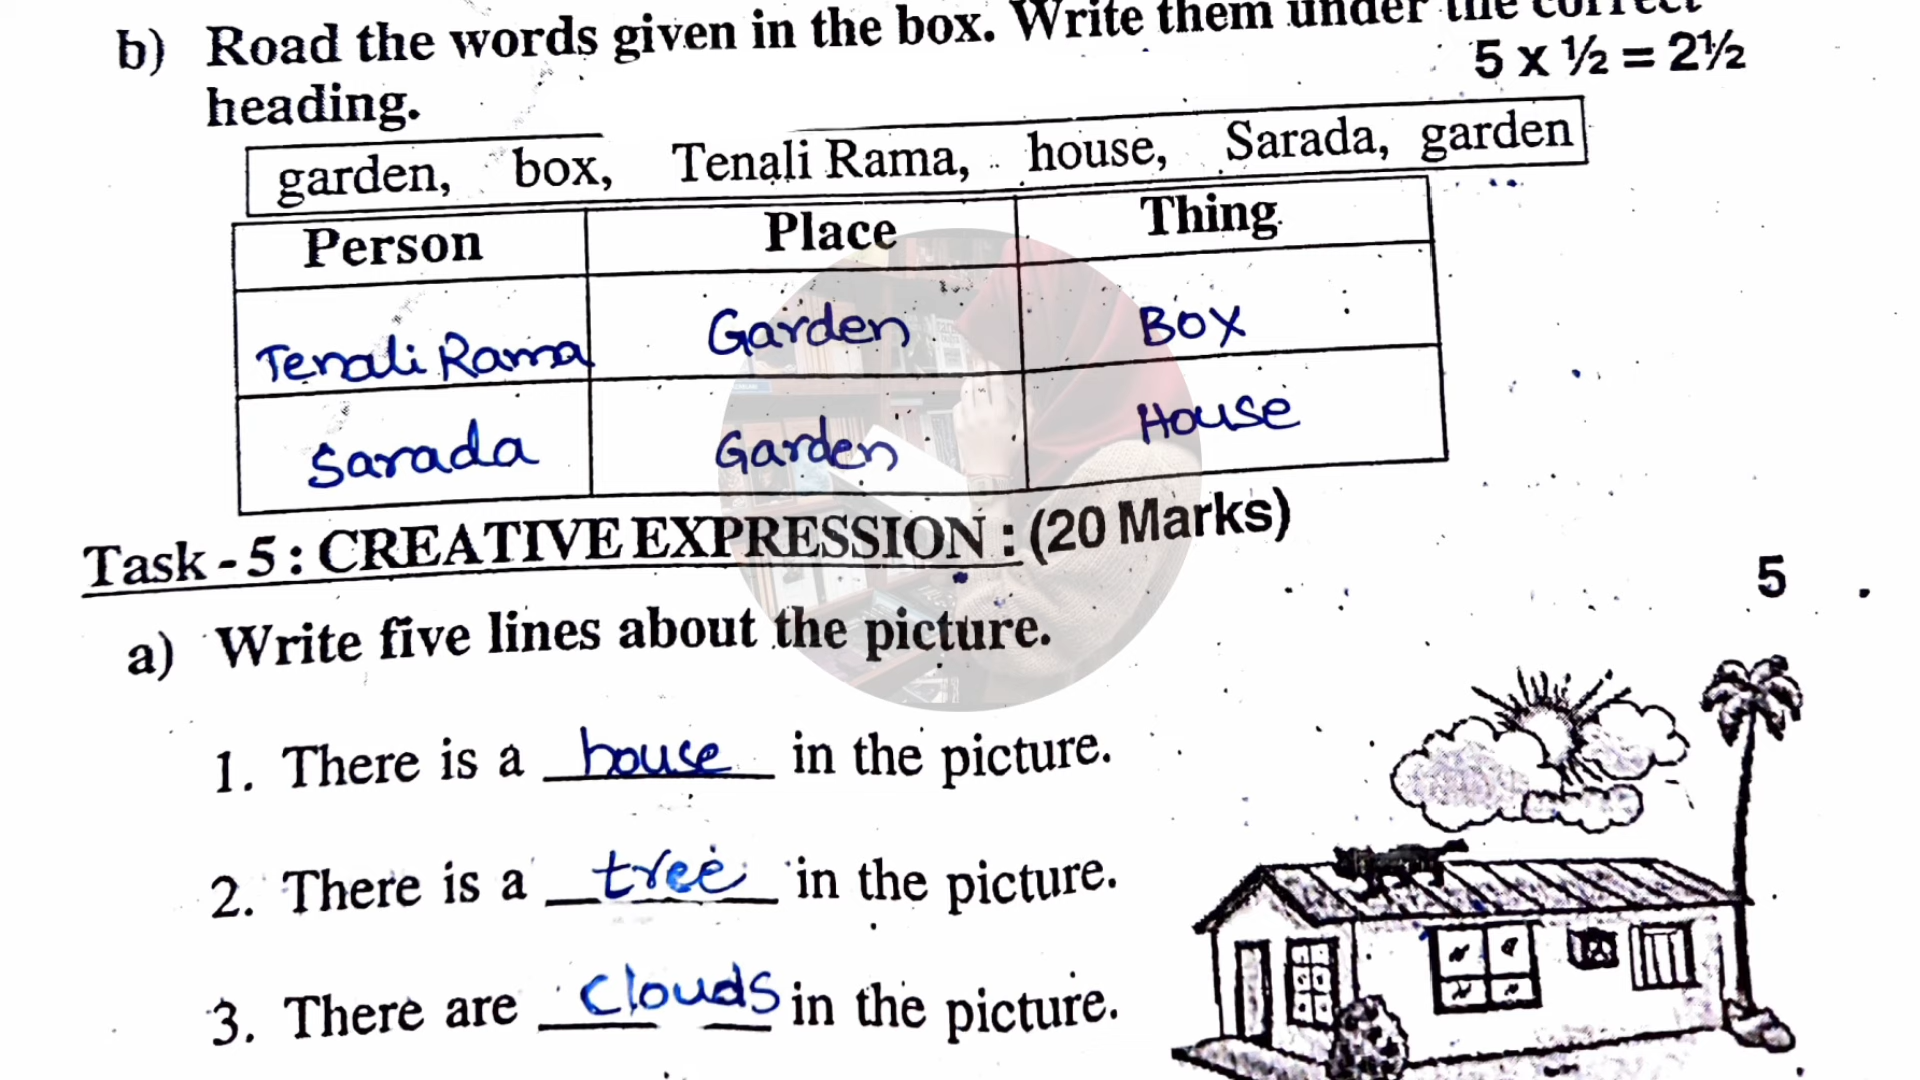 b) Road the words given in the box. Write them under the correct
heading. 5 x ½ = 2½
garden, box, Tenali Rama, house, Sarada, garden
Person Place Thing
Tenali Rama Garden Box
Sarada Garden House
Task - 5 : CREATIVE EXPRESSION : (20 Marks)
5
a) Write five lines about the picture.
1. There is a house in the picture.
2. There is a tree in the picture.
3. There are clouds in the picture.